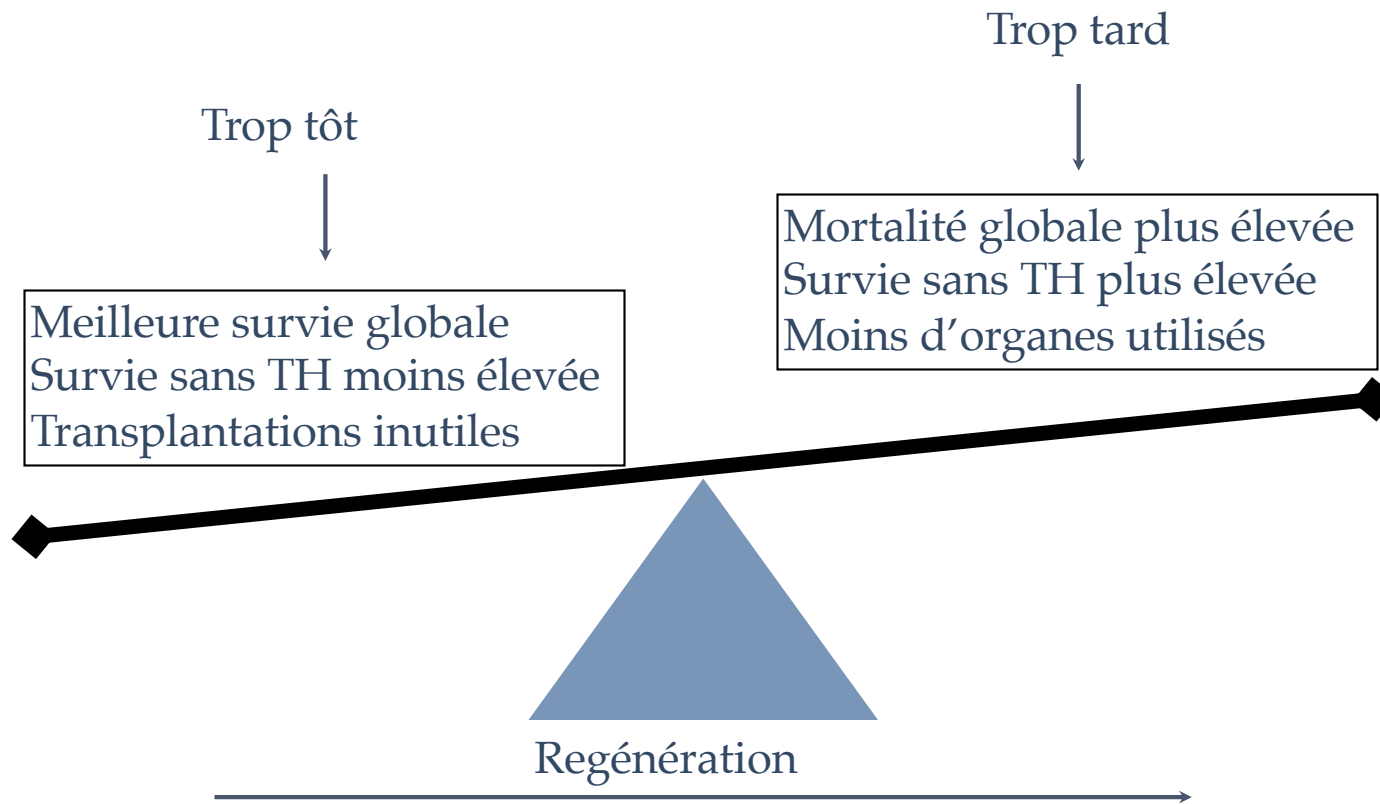 Trop tard
Trop tôt
Mortalité globale plus élevée
Survie sans TH plus élevée
Moins d’organes utilisés
Meilleure survie globale
Survie sans TH moins élevée
Transplantations inutiles
Regénération